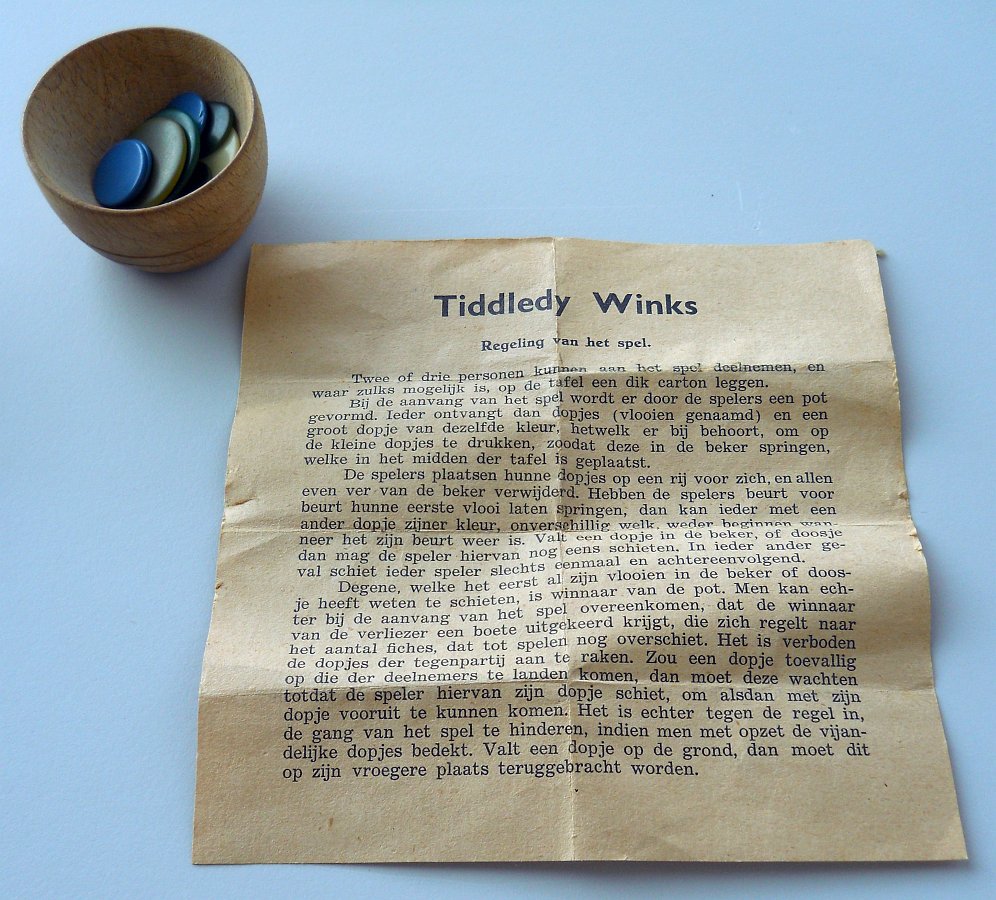 Tiddledy Winks
Regeling van het spel.
Twee of drie personen kunnen aan het spel deelnemen, en
waar zulks mogelijk is, op de tafel een dik carton leggen.
Bij de aanvang van het spel wordt er door de spelers een pot
gevormd. Ieder ontvangt dan dopjes (vlooien genaamd) en een
groot dopje van dezelfde kleur, hetwelk er bij behoort, om op
de kleine dopjes te drukken, zoodat deze in de beker springen,
welke in het midden der tafel is geplaatst.
De spelers plaatsen hunne dopjes op een rij voor zich, en allen
even ver van de beker verwijderd. Hebben de spelers beurt voor
beurt hunne eerste vlooi laten springen, dan kan ieder met een
ander dopje zijner kleur, onverschillig welk, weder beginnen wan-
neer het zijn beurt weer is. Valt een dopje in de beker, of doosje
dan mag de speler hiervan nog eens schieten. In ieder ander ge-
val schiet ieder speler slechts eenmaal en achtereenvolgend.
Degene, welke het eerst al zijn vlooien in de beker of doos-
je heeft weten te schieten, is winnaar van de pot. Men kan ech-
ter bij de aanvang van het spel overeenkomen, dat de winnaar
van de verliezer een boete uitgekeerd krijgt, die zich regelt naar
het aantal fiches, dat tot spelen nog overschiet. Het is verboden
de dopjes der tegenpartij aan te raken. Zou een dopje toevallig
op die der deelnemers te landen komen, dan moet deze wachten
totdat de speler hiervan zijn dopje schiet, om alsdan met zijn
dopje vooruit te kunnen komen. Het is echter tegen de regel in,
de gang van het spel te hinderen, indien men met opzet de vijan-
delijke dopjes bedekt. Valt een dopje op de grond, dan moet dit
op zijn vroegere plaats teruggebracht worden.